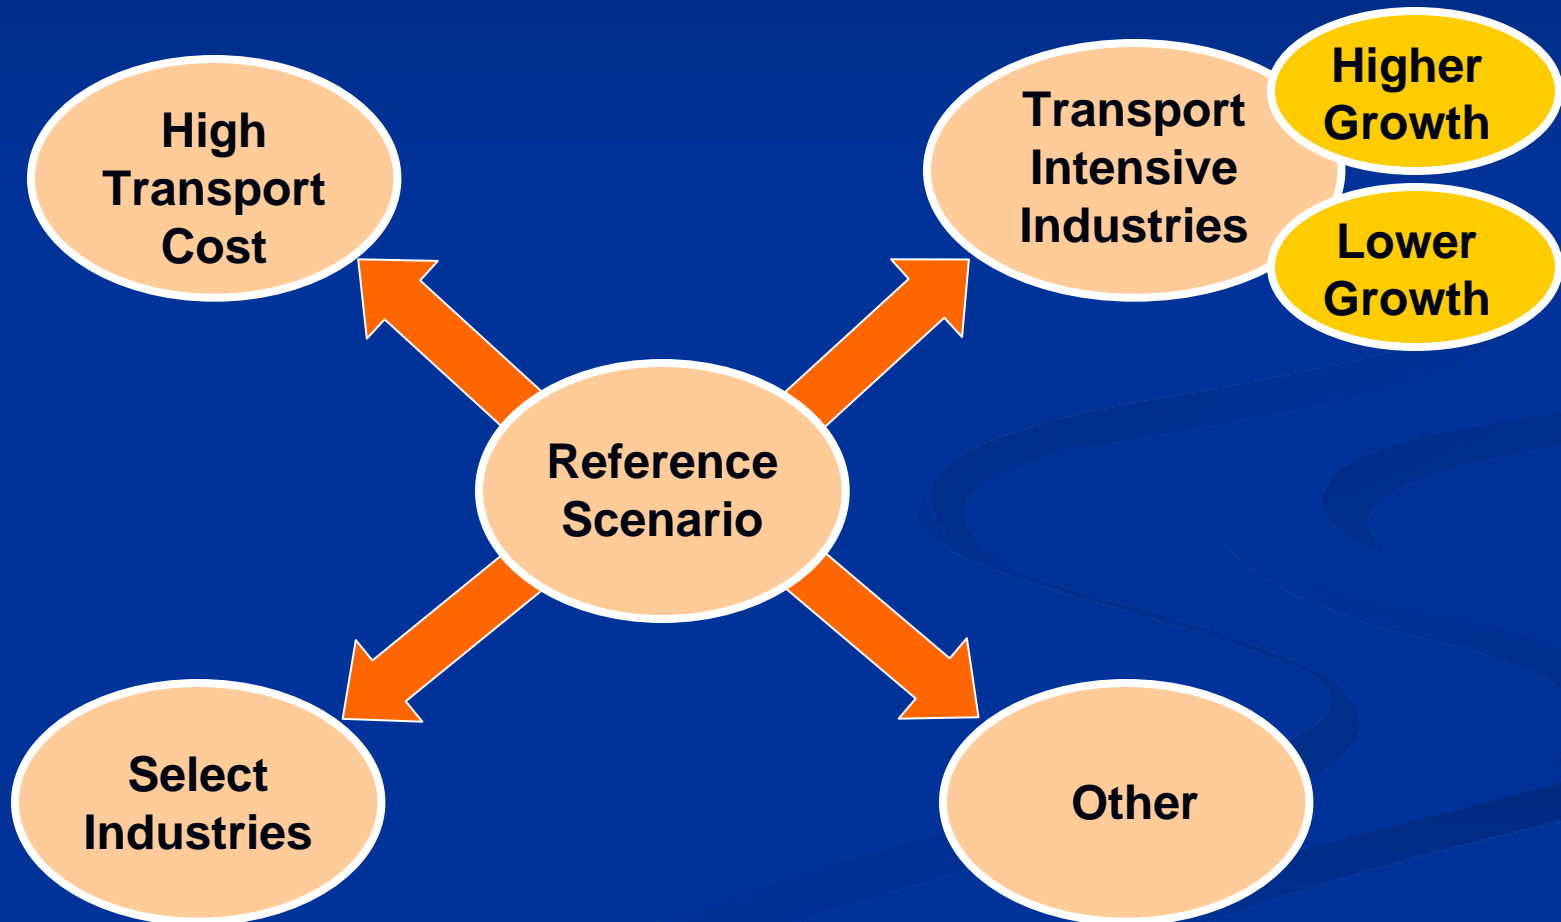 High
Transport
Cost
Transport
Intensive
Industries
Higher
Growth
Lower
Growth
Reference
Scenario
Select
Industries
Other